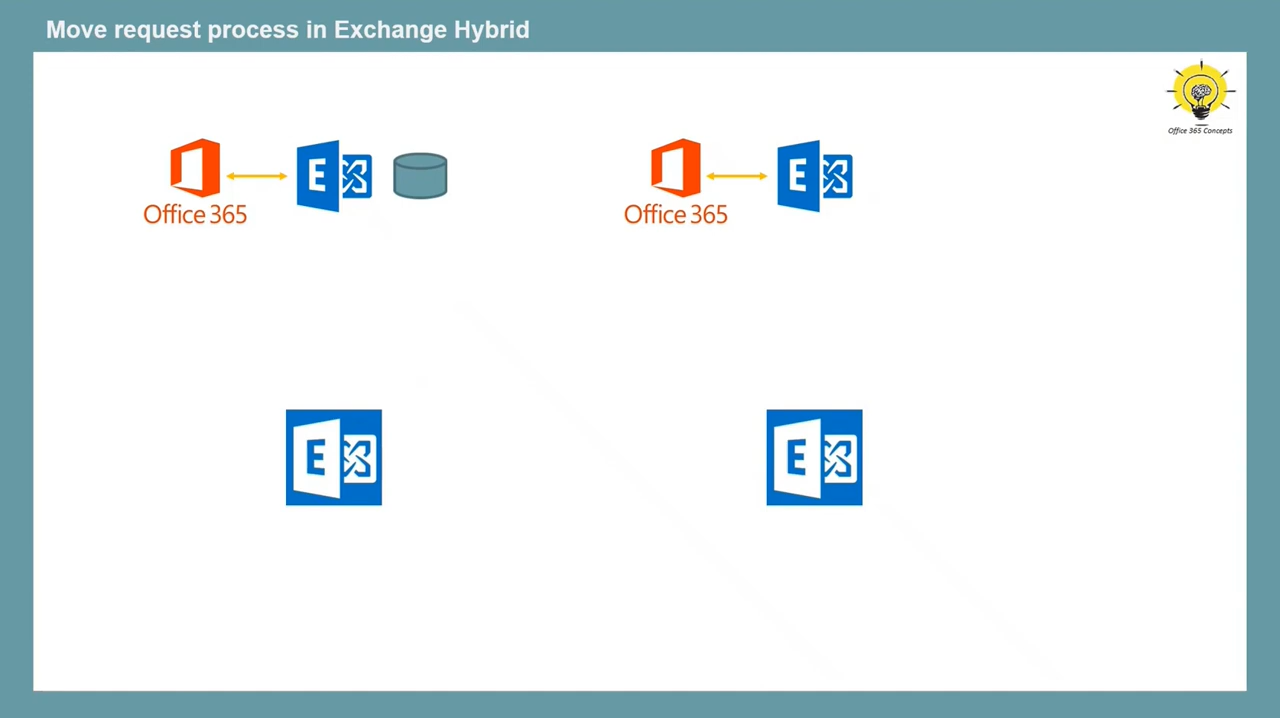 Move request process in Exchange Hybrid
Office 365 Concepts
Office 365
E
Office 365
E
E
E